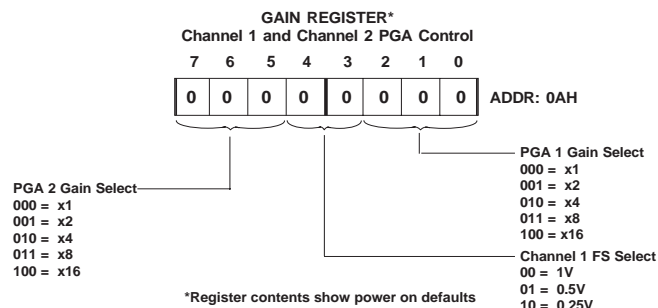 GAIN REGISTER*
Channel 1 and Channel 2 PGA Control
7 6 5 4 3 2 1 0
0 0 0 0 0 0 0 0 ADDR: 0AH
PGA 1 Gain Select
000 = x1
001 = x2
010 = x4
011 = x8
100 = x16
PGA 2 Gain Select
000 = x1
001 = x2
010 = x4
011 = x8
100 = x16
Channel 1 FS Select
00 = 1V
01 = 0.5V
10 = 0.25V
*Register contents show power on defaults